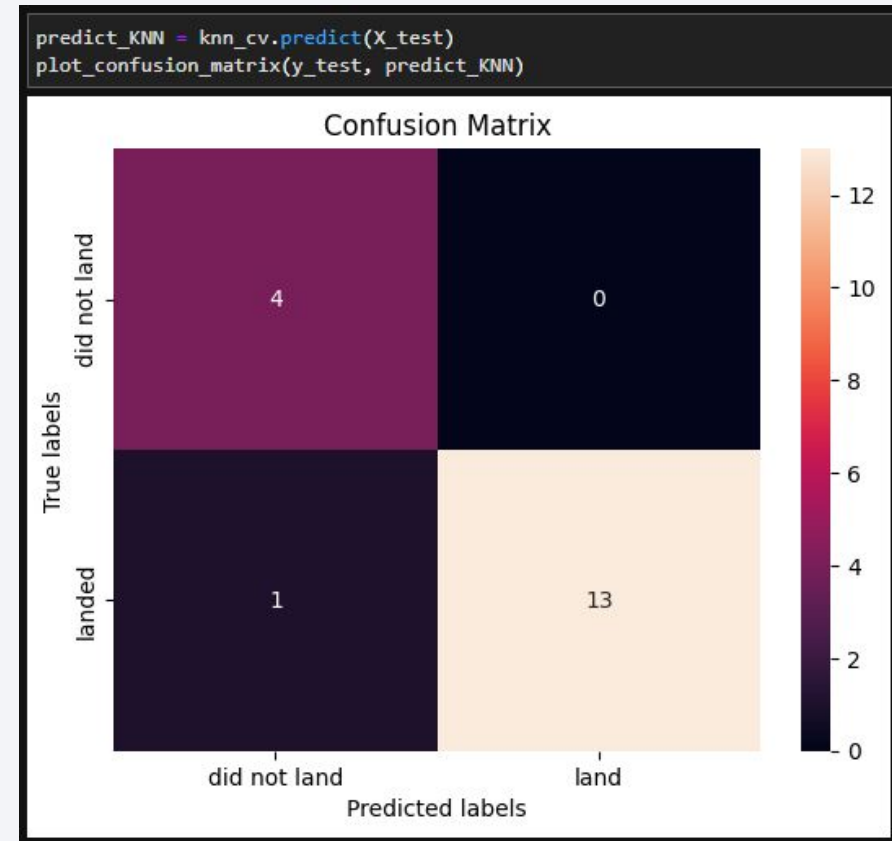 predict_KNN = knn_cv.predict(X_test)
plot_confusion_matrix(y_test, predict_KNN)
Confusion Matrix
did not land
landed
True labels
4
0
1
13
did not land
land
Predicted labels
12
10
8
6
4
2
0